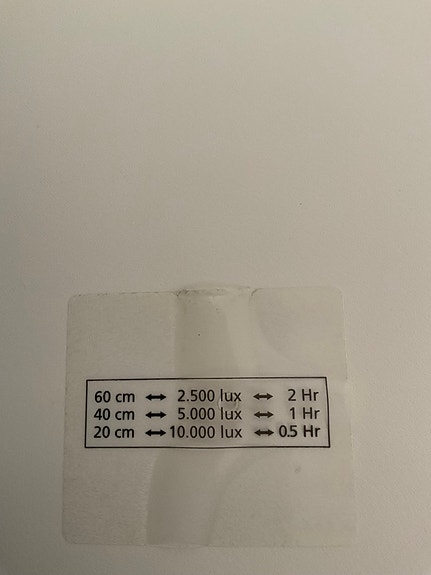 60 cm ↔ 2.500 lux ↔ 2 Hr
40 cm ↔ 5.000 lux ↔ 1 Hr
20 cm ↔ 10.000 lux ↔ 0.5 Hr